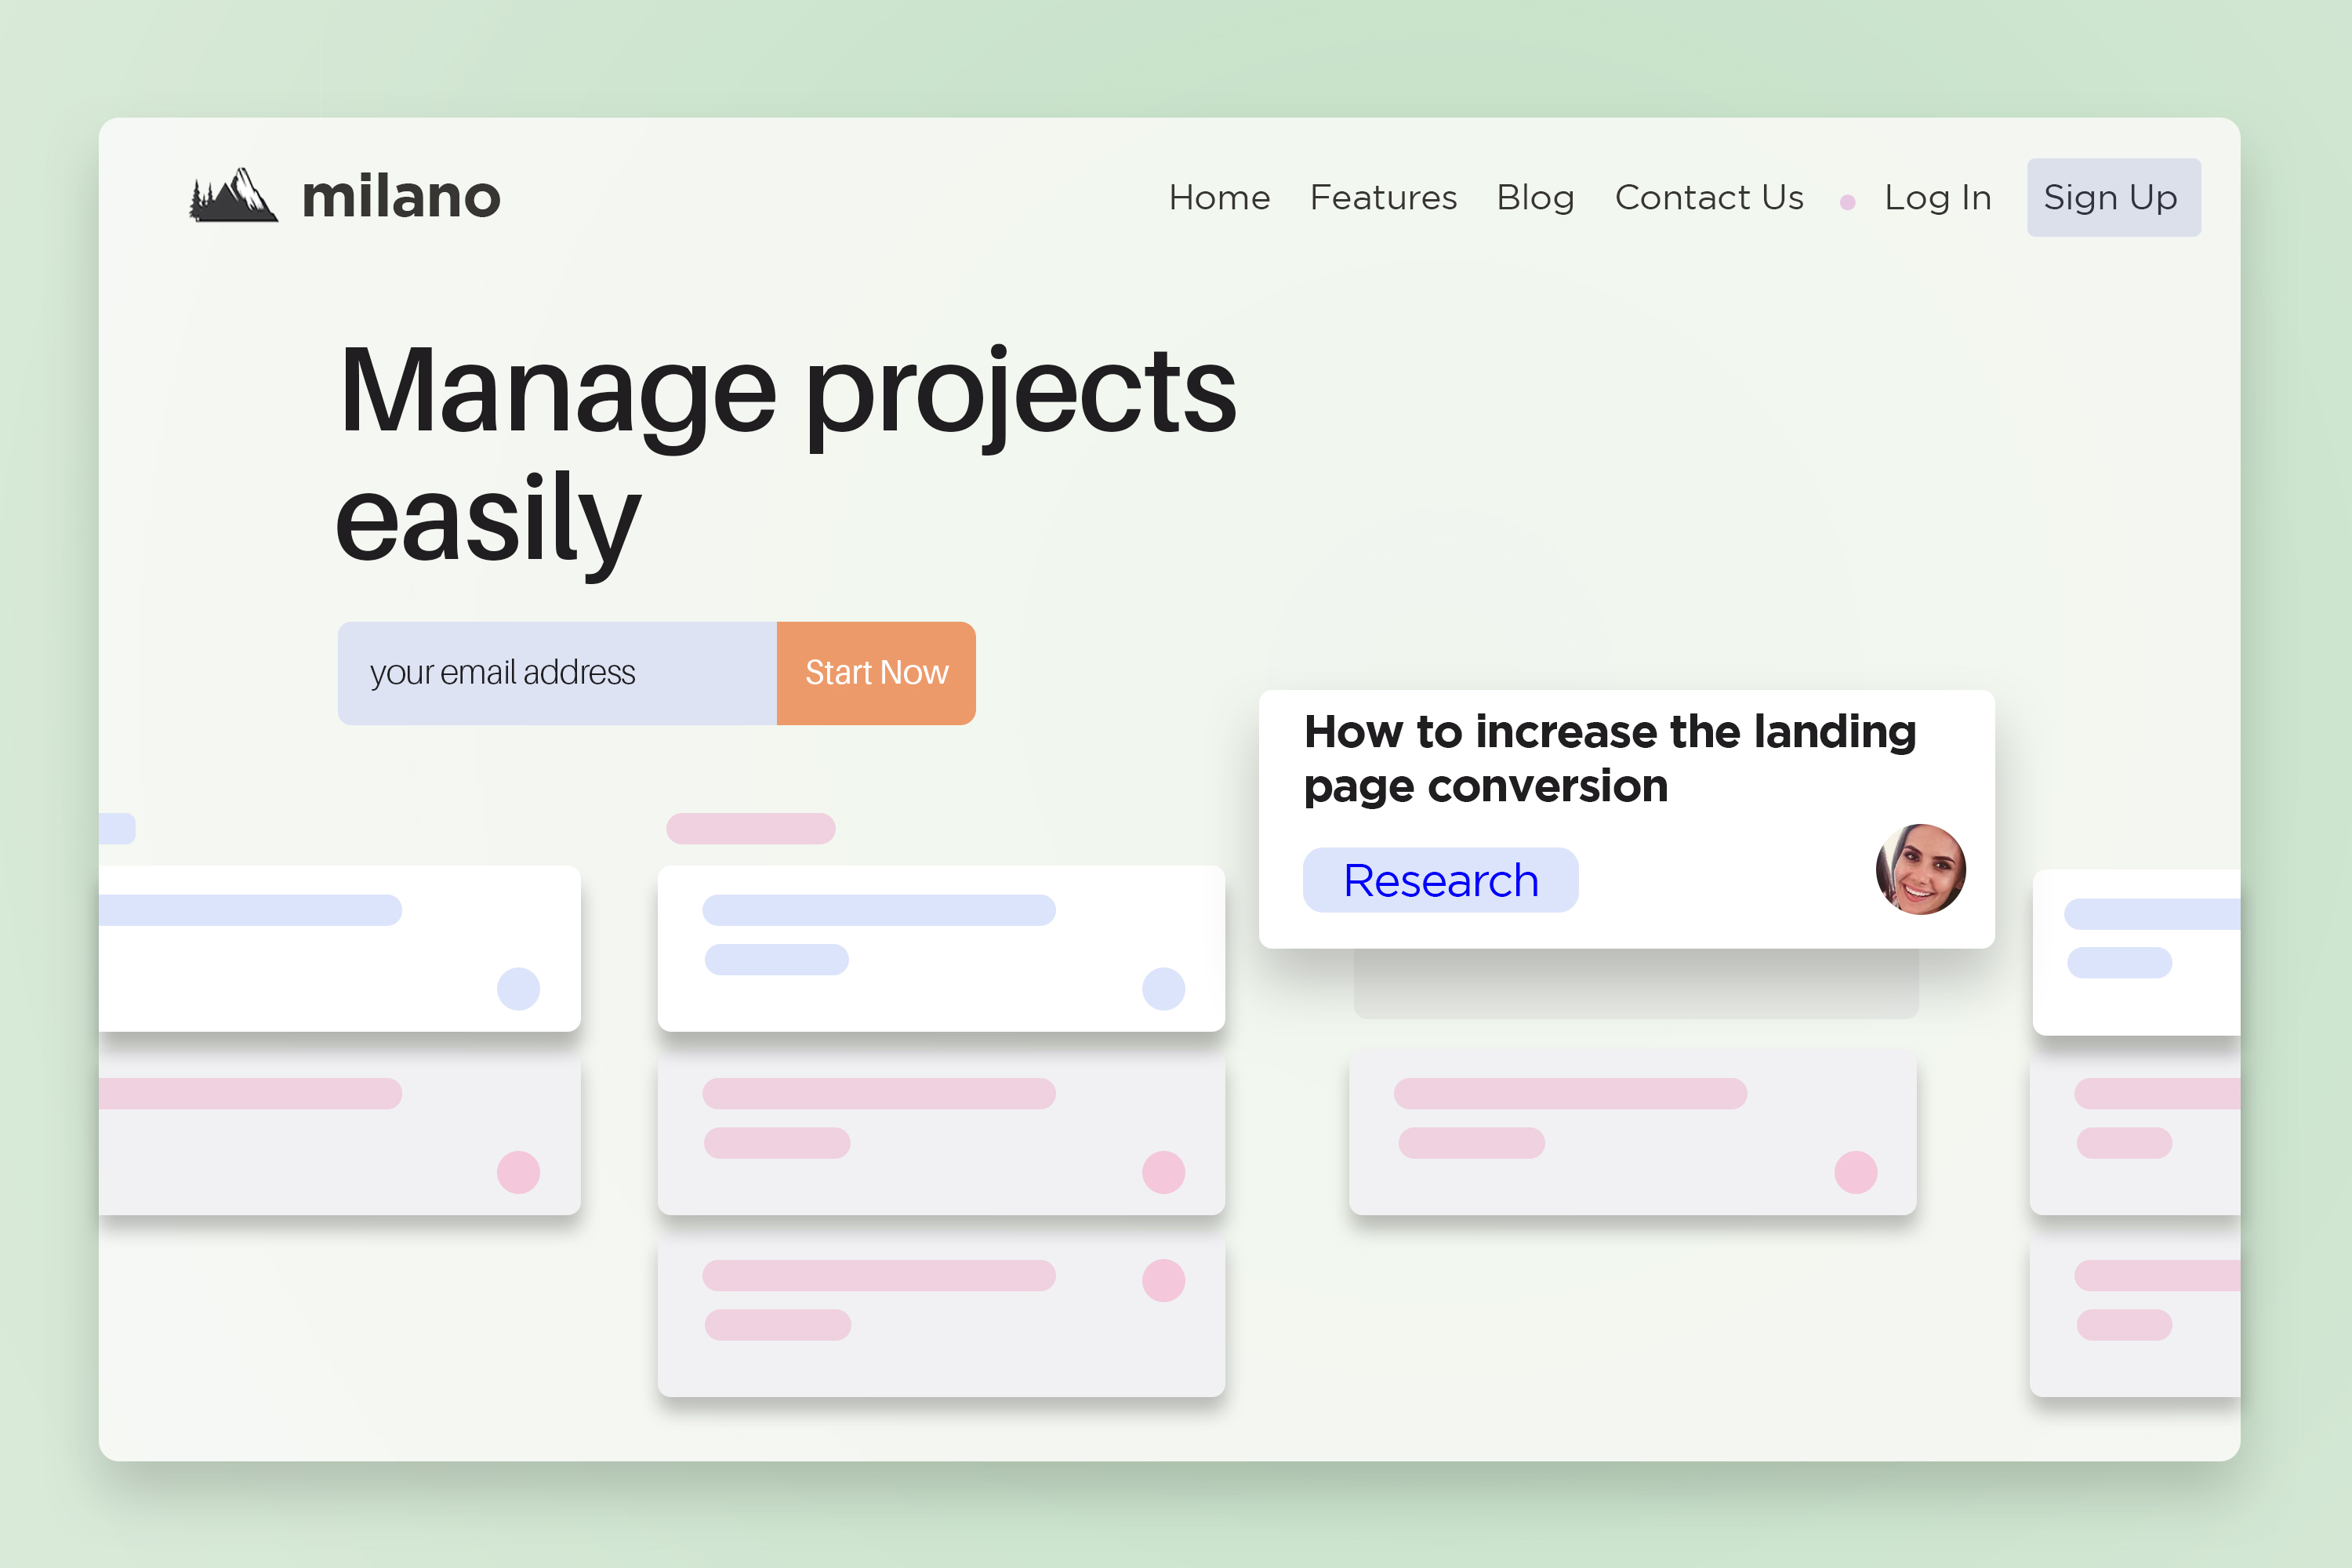 milano
Home Features Blog Contact Us Log In Sign Up
Manage projects
easily
your email address Start Now
How to increase the landing
page conversion
Research